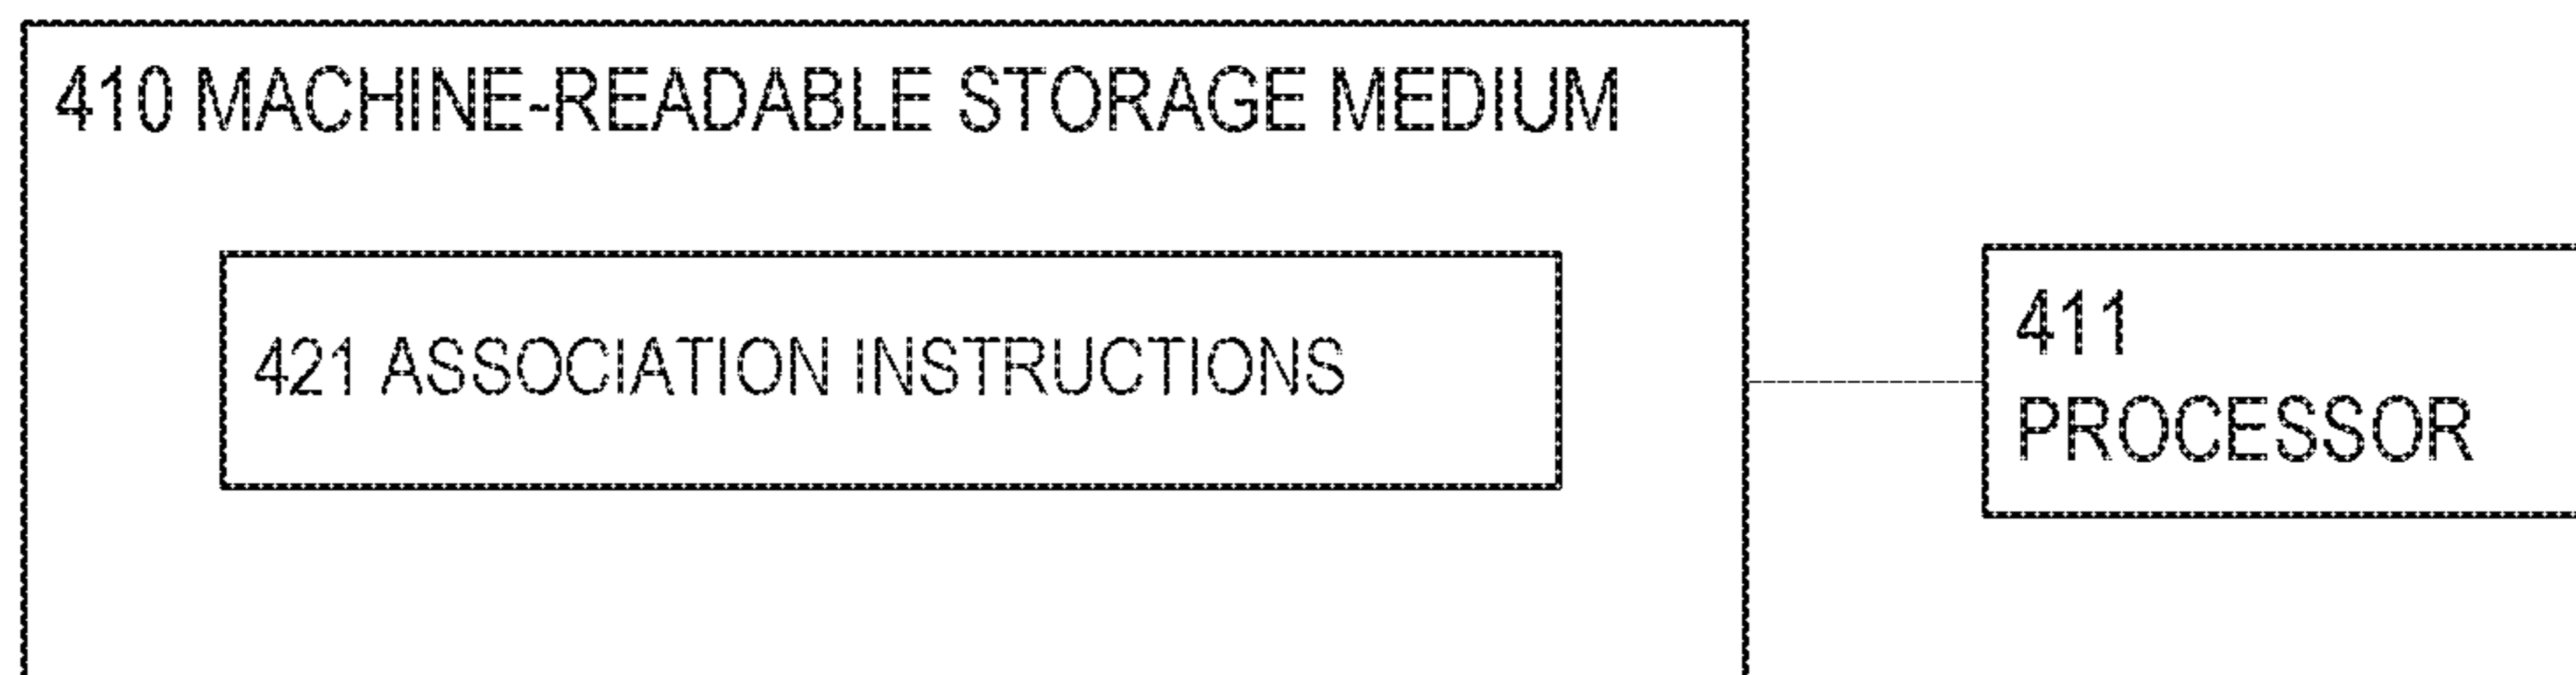 410 MACHINE-READABLE STORAGE MEDIUM
421 ASSOCIATION INSTRUCTIONS
411
PROCESSOR